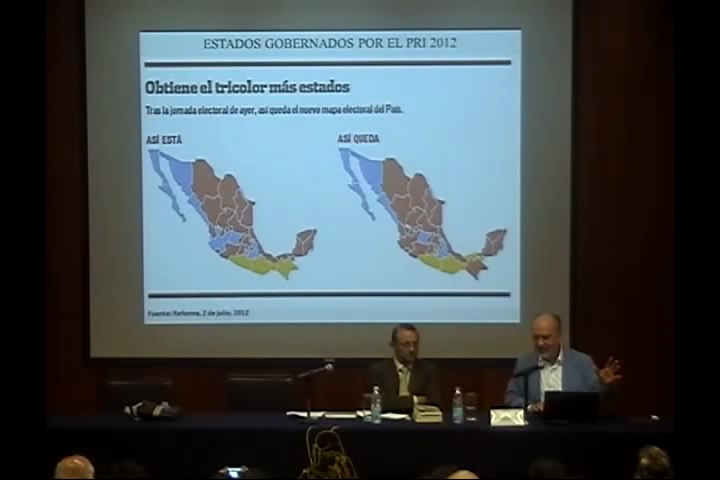 ESTADOS GOBERNADOS POR EL PRI 2012
Obtiene el tricolor más estados
Tras la jornada electoral de ayer, así queda el nuevo mapa electoral del País.
ASÍ ESTÁ
ASÍ QUEDA
Fuente: Reforma, 2 de julio, 2012